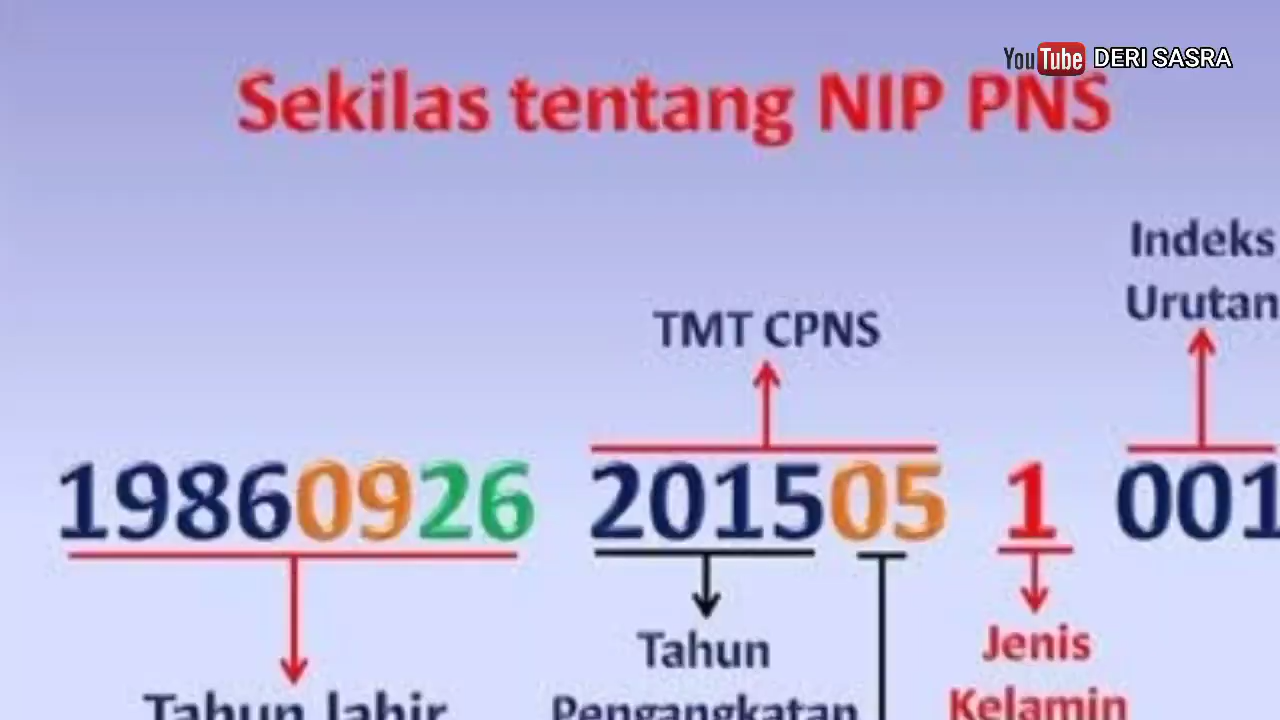 YouTube DERI SASRA
Sekilas tentang NIP PNS
Indeks
Urutan
TMT CPNS
19860926 201505 1 001
Tahun
Pengangkatan
Jenis
Kelamin
Tahun lahir